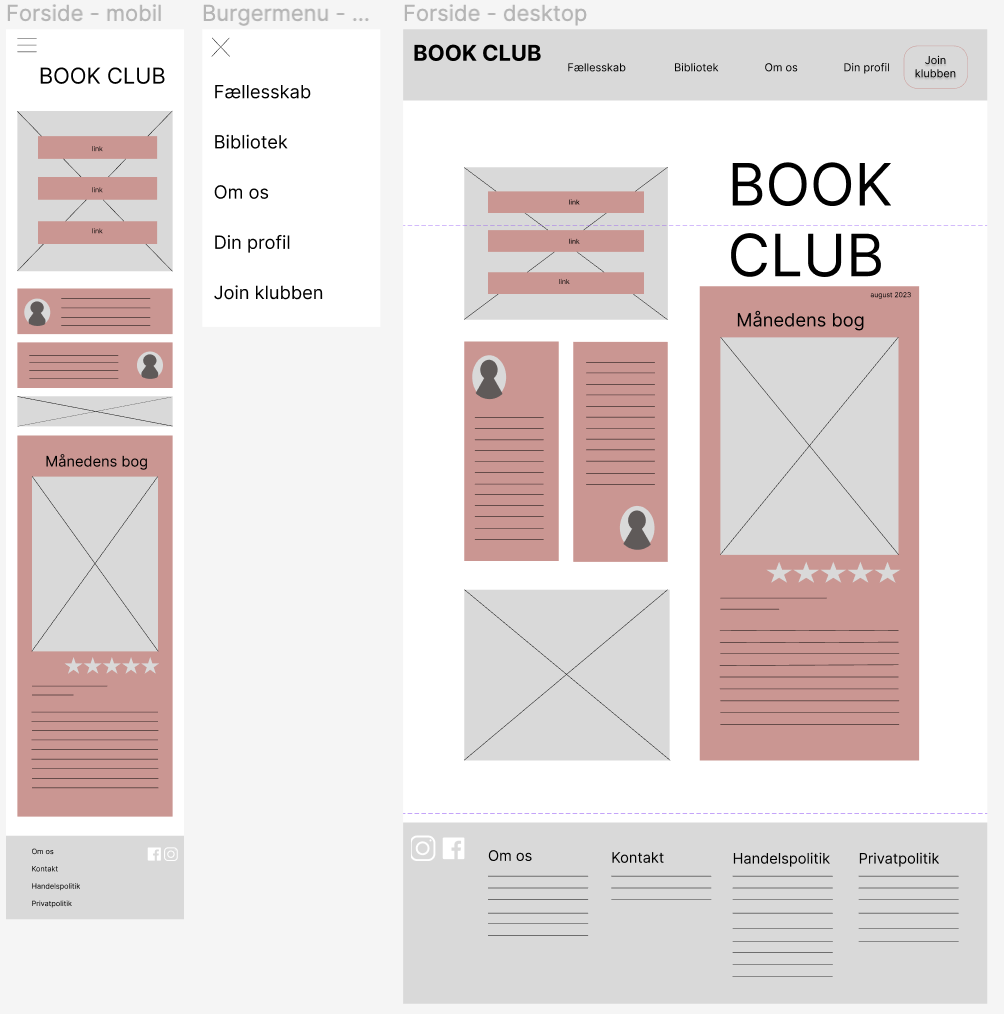 Forside - mobil
BOOK CLUB
link
link
link
Månedens bog
Om os
Kontakt
Handelspolitik
Privatpolitik
Burgermenu - ...
Fællesskab
Bibliotek
Om os
Din profil
Join klubben
Forside - desktop
BOOK CLUB
Fællesskab
Bibliotek
Om os
Din profil
Join
klubben
BOOK
CLUB
link
link
link
august 2023
Månedens bog
Om os
Kontakt
Handelspolitik
Privatpolitik